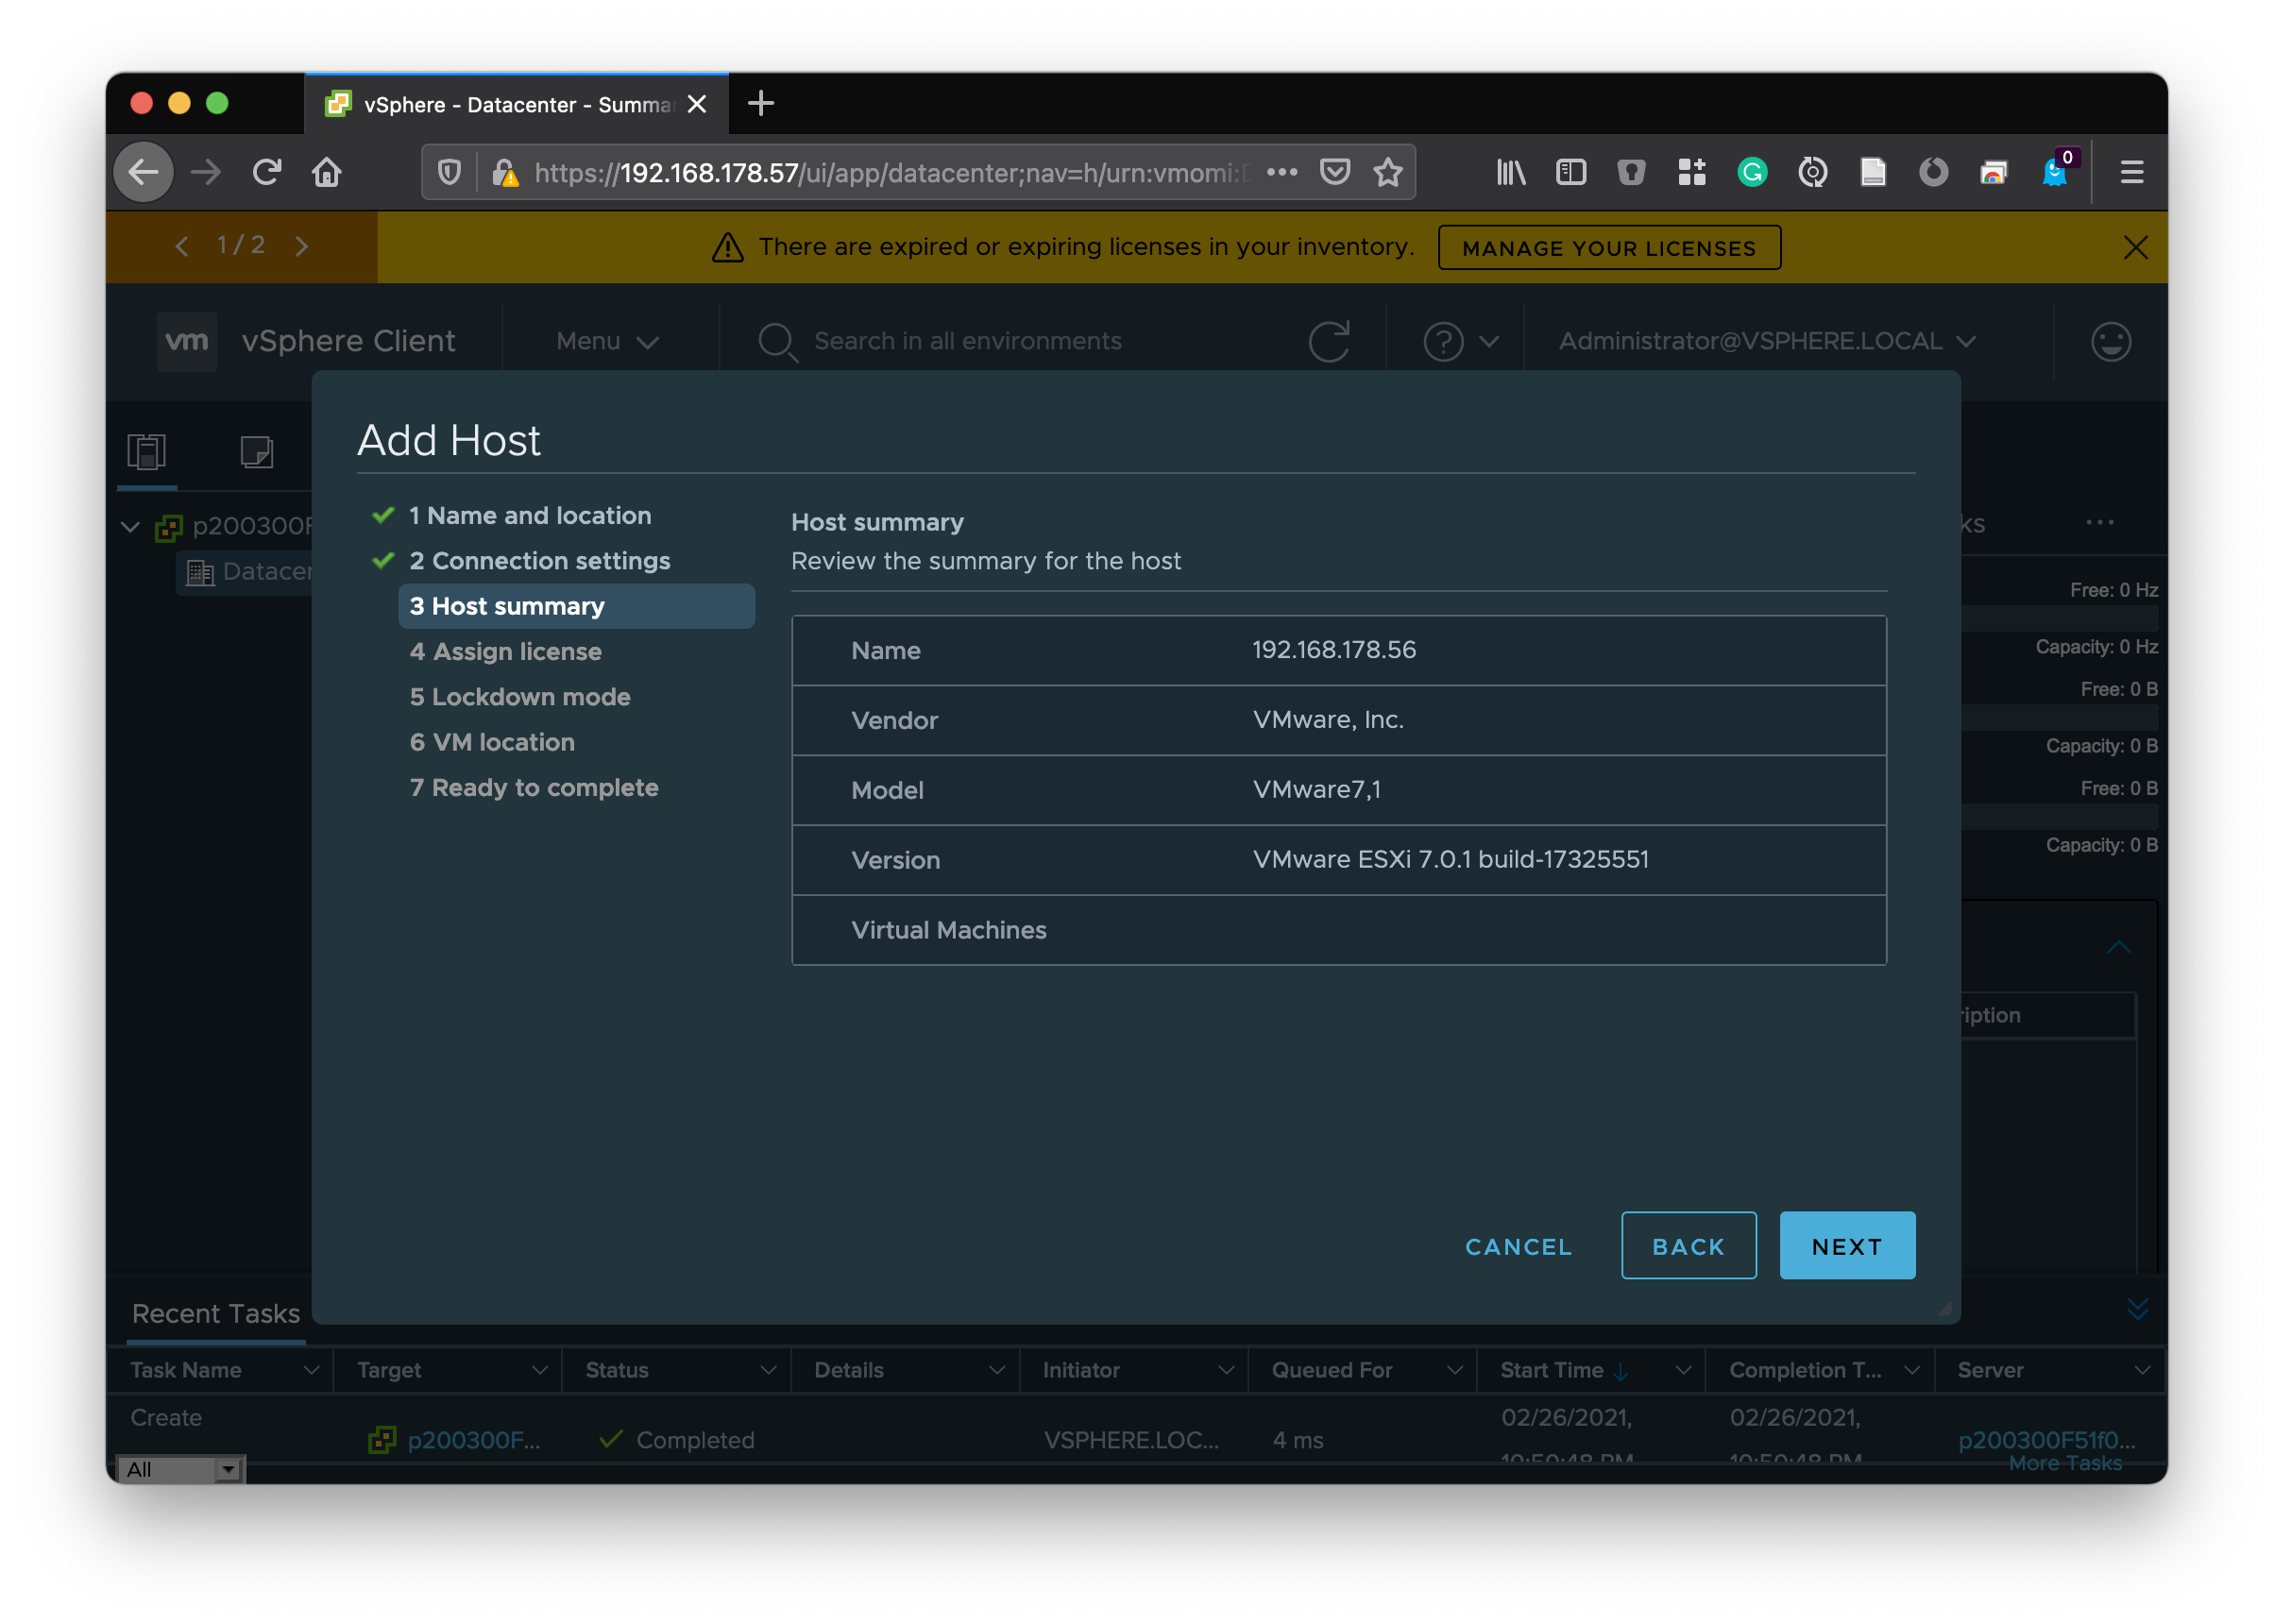 vSphere - Datacenter - Summa
https://192.168.178.57/ui/app/datacenter;nav=h/urn:vmomi:
0
1 / 2
There are expired or expiring licenses in your inventory.
MANAGE YOUR LICENSES
vm
vSphere Client
Menu
Search in all environments
Administrator@VSPHERE.LOCAL
Add Host
1 Name and location
2 Connection settings
3 Host summary
4 Assign license
5 Lockdown mode
6 VM location
7 Ready to complete
Host summary
Review the summary for the host
Name 192.168.178.56
Vendor VMware, Inc.
Model VMware7,1
Version VMware ESXi 7.0.1 build-17325551
Virtual Machines
CANCEL
BACK
NEXT
p200300F
Datacer
ks
Free: 0 Hz
Capacity: 0 Hz
Free: 0 B
Capacity: 0 B
Free: 0 B
Capacity: 0 B
ription
Recent Tasks
Task Name Target Status Details Initiator Queued For Start Time Completion T... Server
Create p200300F... Completed VSPHERE.LOC... 4 ms 02/26/2021, 02/26/2021, p200300F51f0...
10:50:48 PM 10:50:48 PM
All
More Tasks